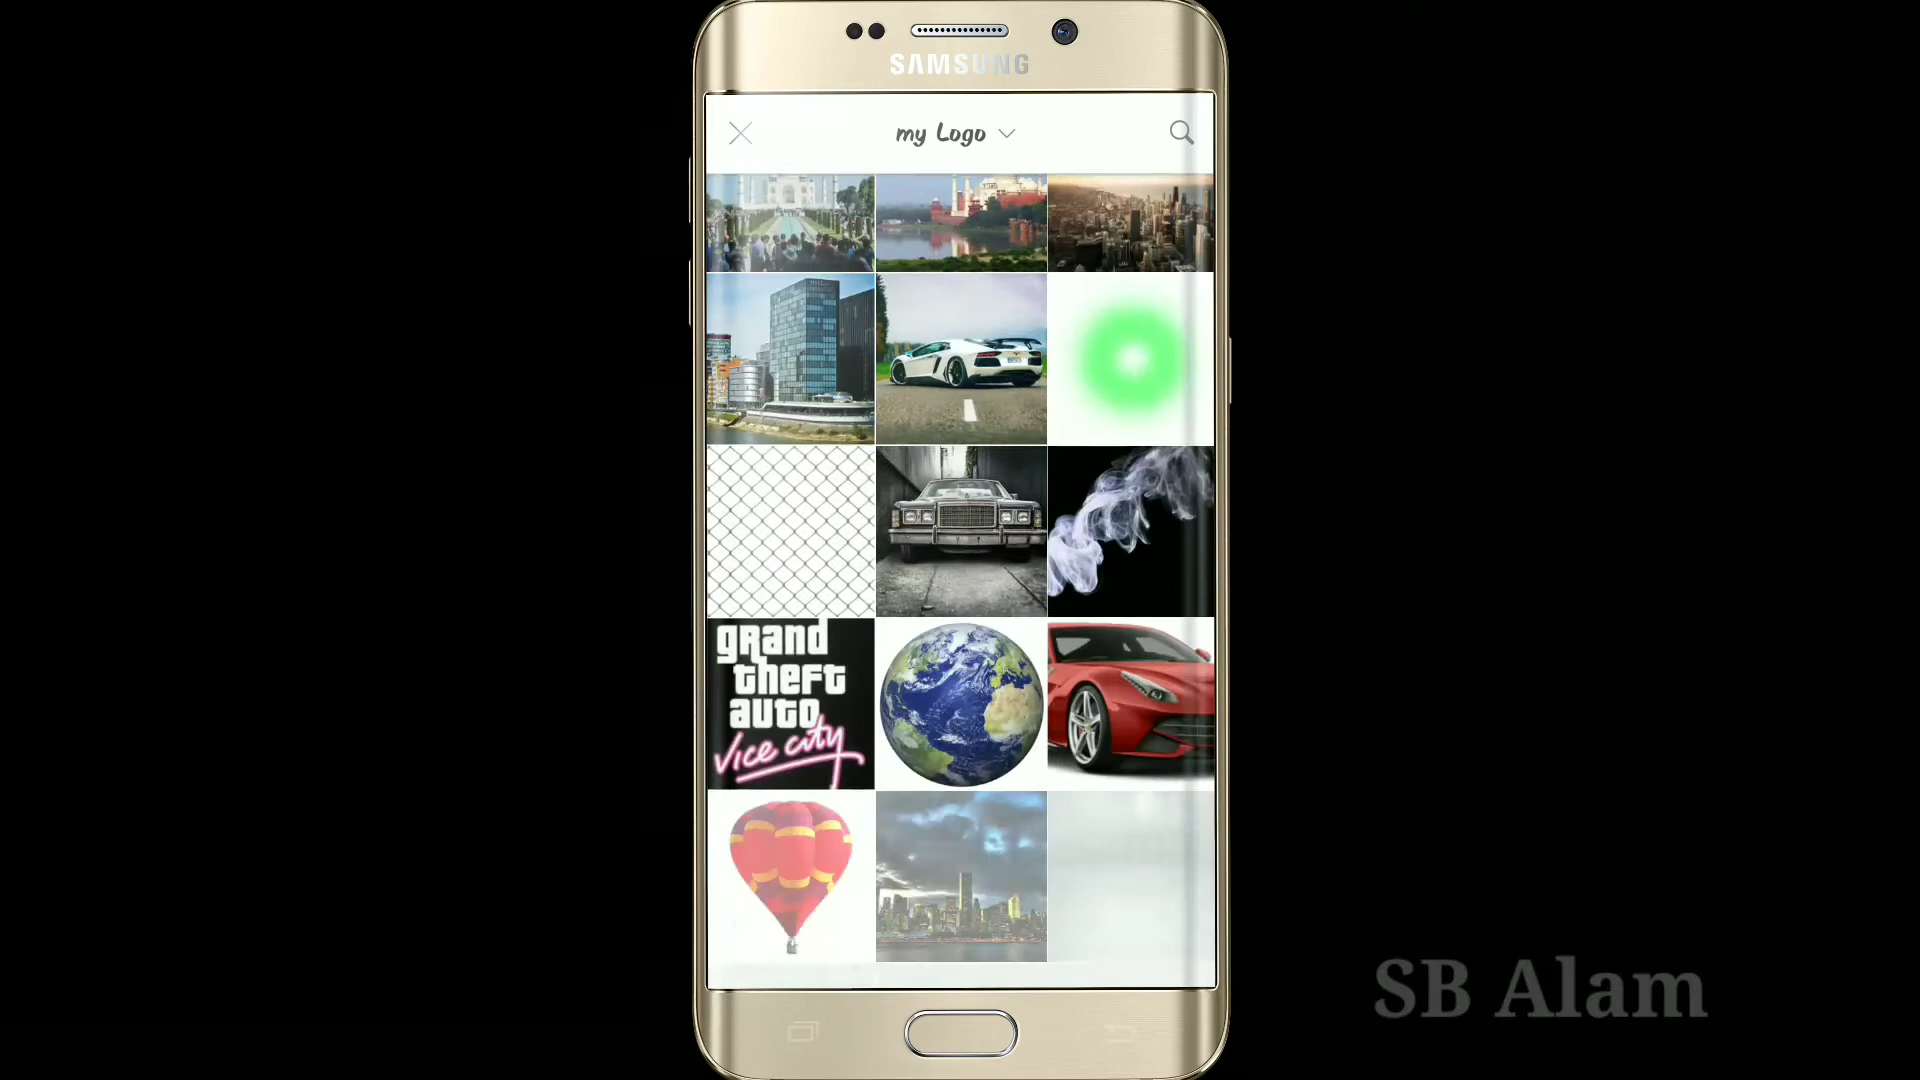 SAMSUNG
my Logo
grand
theft
auto
vice city
SB Alam